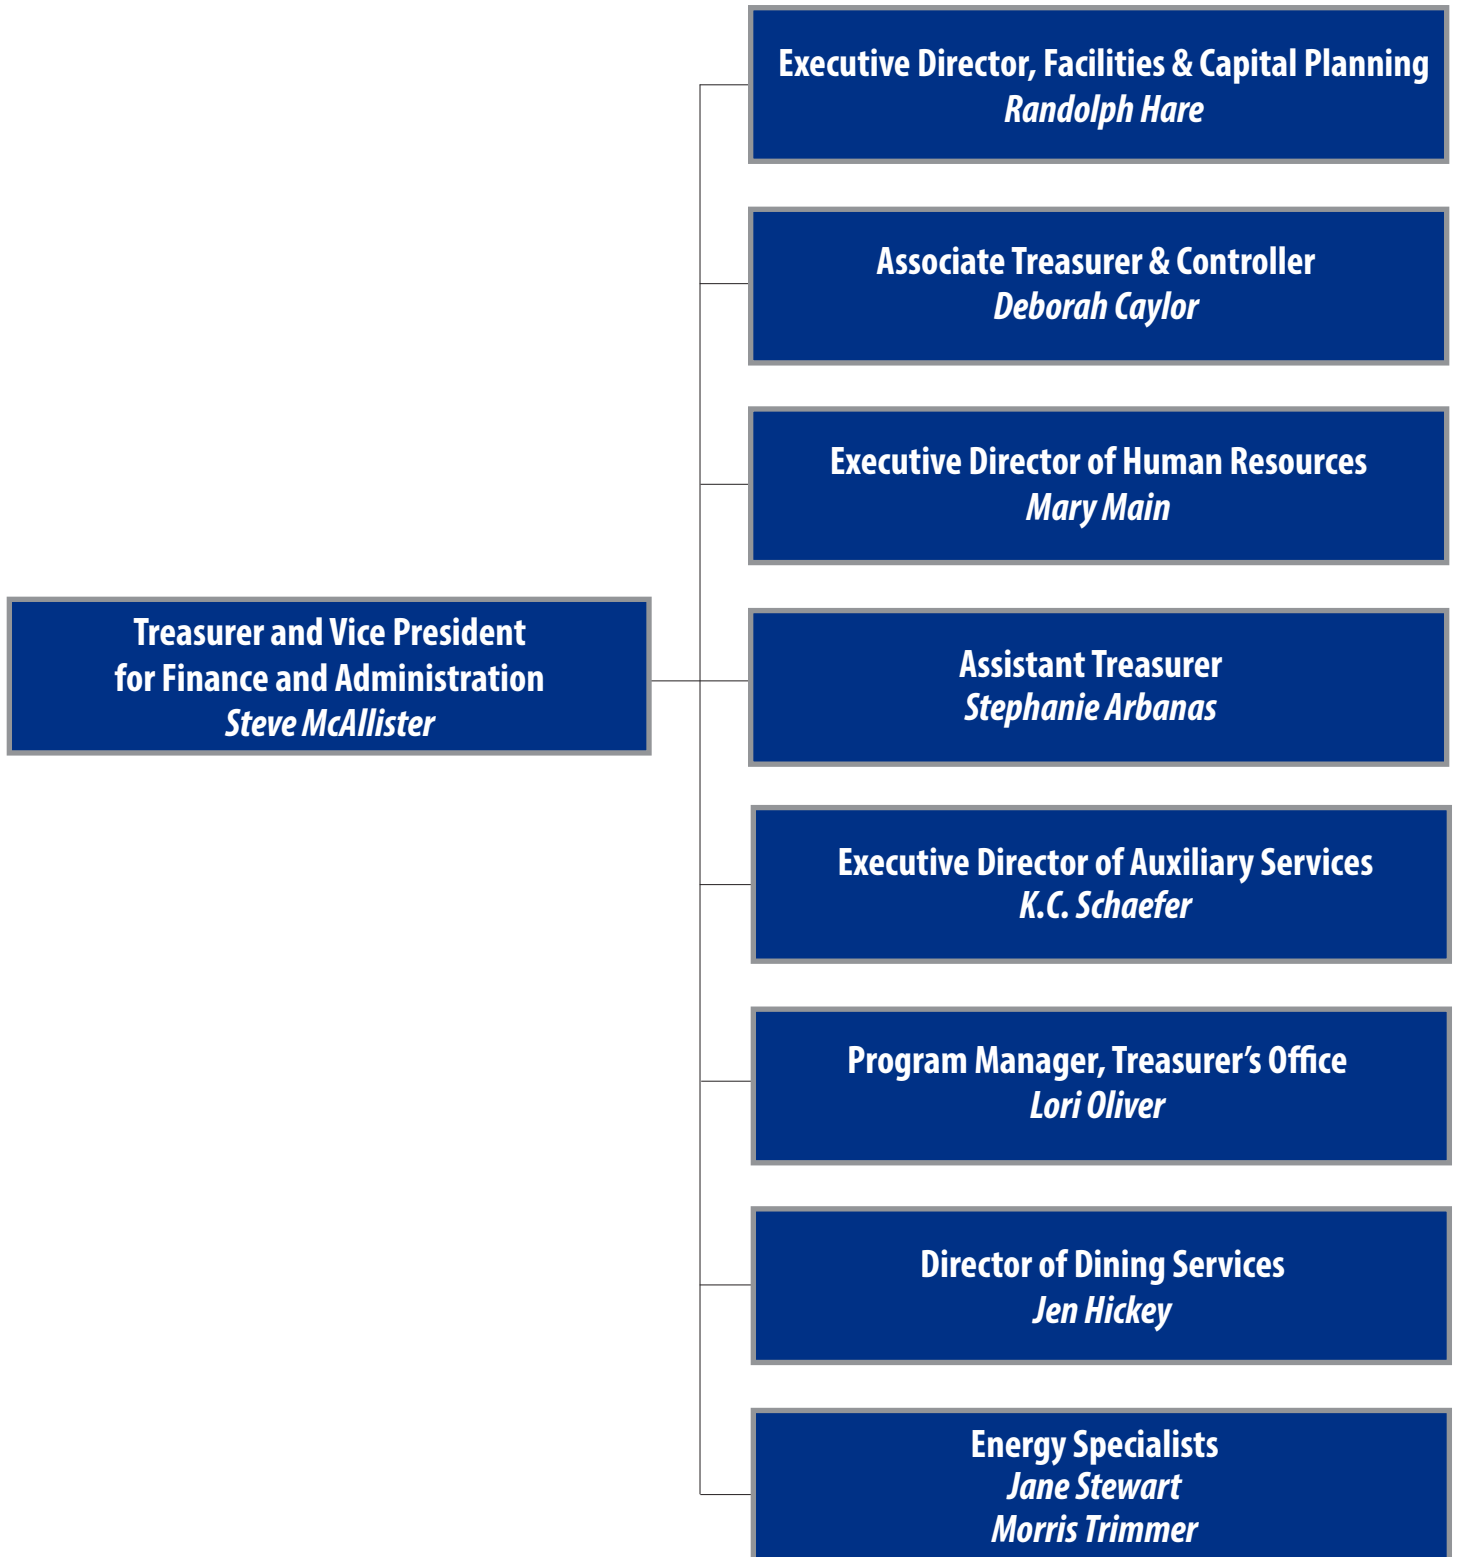 Executive Director, Facilities & Capital Planning
Randolph Hare
Associate Treasurer & Controller
Deborah Caylor
Executive Director of Human Resources
Mary Main
Treasurer and Vice President
for Finance and Administration
Steve McAllister
Assistant Treasurer
Stephanie Arbanas
Executive Director of Auxiliary Services
K.C. Schaefer
Program Manager, Treasurer’s Office
Lori Oliver
Director of Dining Services
Jen Hickey
Energy Specialists
Jane Stewart
Morris Trimmer